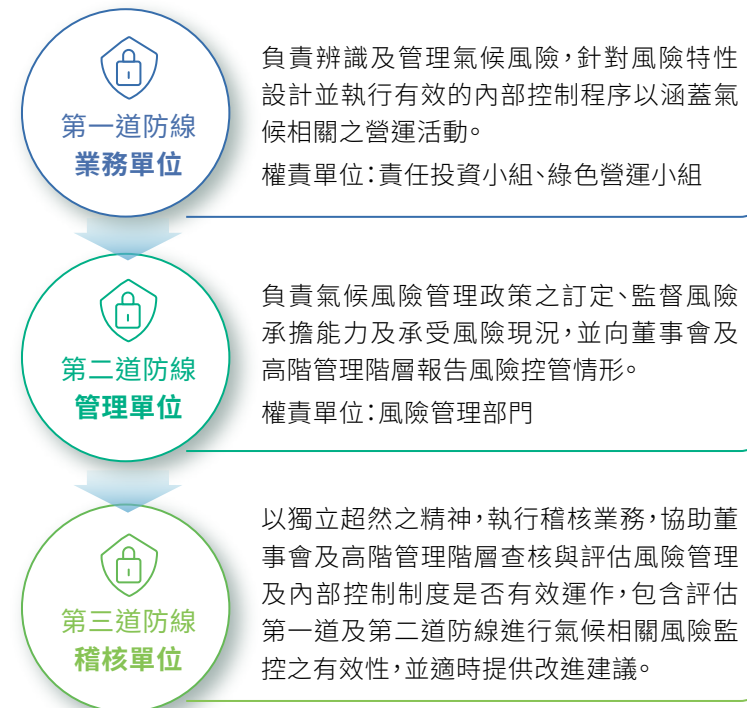 第一道防線
業務單位
負責辨識及管理氣候風險，針對風險特性
設計並執行有效的內部控制程序以涵蓋氣
候相關之營運活動。
權責單位：責任投資小組、綠色營運小組
第二道防線
管理單位
負責氣候風險管理政策之訂定、監督風險
承擔能力及承受風險現況，並向董事會及
高階管理階層報告風險控管情形。
權責單位：風險管理部門
第三道防線
稽核單位
以獨立超然之精神，執行稽核業務，協助董
事會及高階管理階層查核與評估風險管理
及內部控制制度是否有效運作，包含評估
第一道及第二道防線進行氣候相關風險監
控之有效性，並適時提供改進建議。